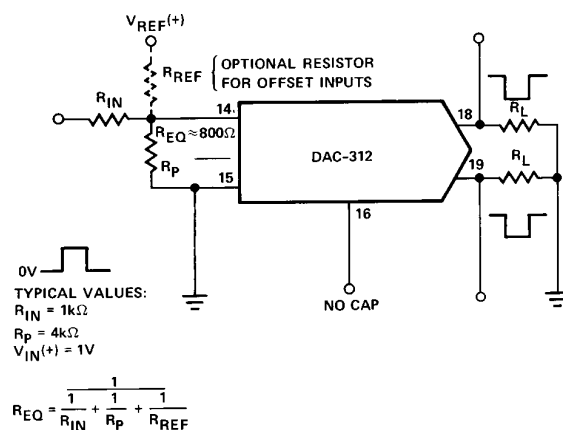 VREF(+)
RREF { OPTIONAL RESISTOR
FOR OFFSET INPUTS
RIN
14
REQ≈800Ω
RP
15
DAC-312
18
RL
RL
19
16
NO CAP
0V
TYPICAL VALUES:
RIN = 1kΩ
RP = 4kΩ
VIN(+) = 1V
REQ = 1 / (1/RIN + 1/RP + 1/RREF)